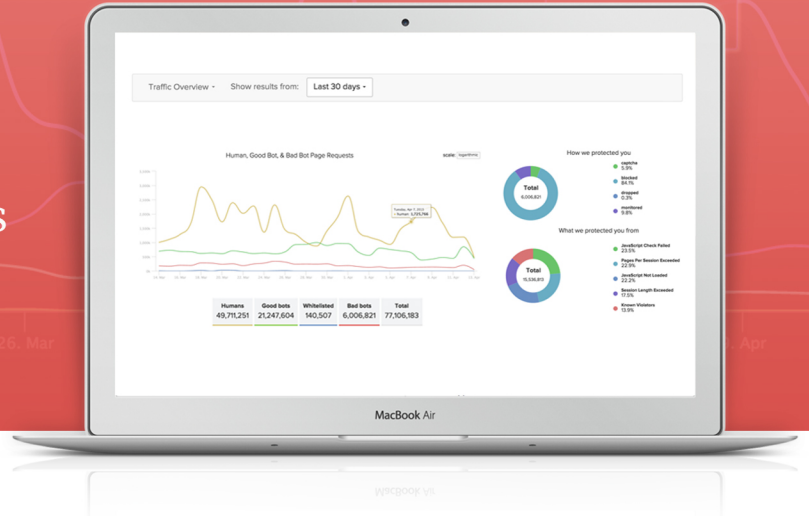 s
Traffic Overview
Show results from:
Last 30 days
Human, Good Bot, & Bad Bot Page Requests
scale:
logarithmic
Humans
Good bots
Whitelisted
Bad bots
Total
49,711,251
21,247,604
140,507
6,006,821
77,106,183
How we protected you
Total
6,006,821
captcha
5.9%
blocked
84.1%
dropped
0.3%
monitored
9.8%
What we protected you from
Total
JavaScript Check Failed
23.5%
Pages Per Session Exceeded
22.9%
JavaScript Not Loaded
22.2%
Session Length Exceeded
17.5%
Known Violators
13.9%
26. Mar
. Apr
MacBook Air